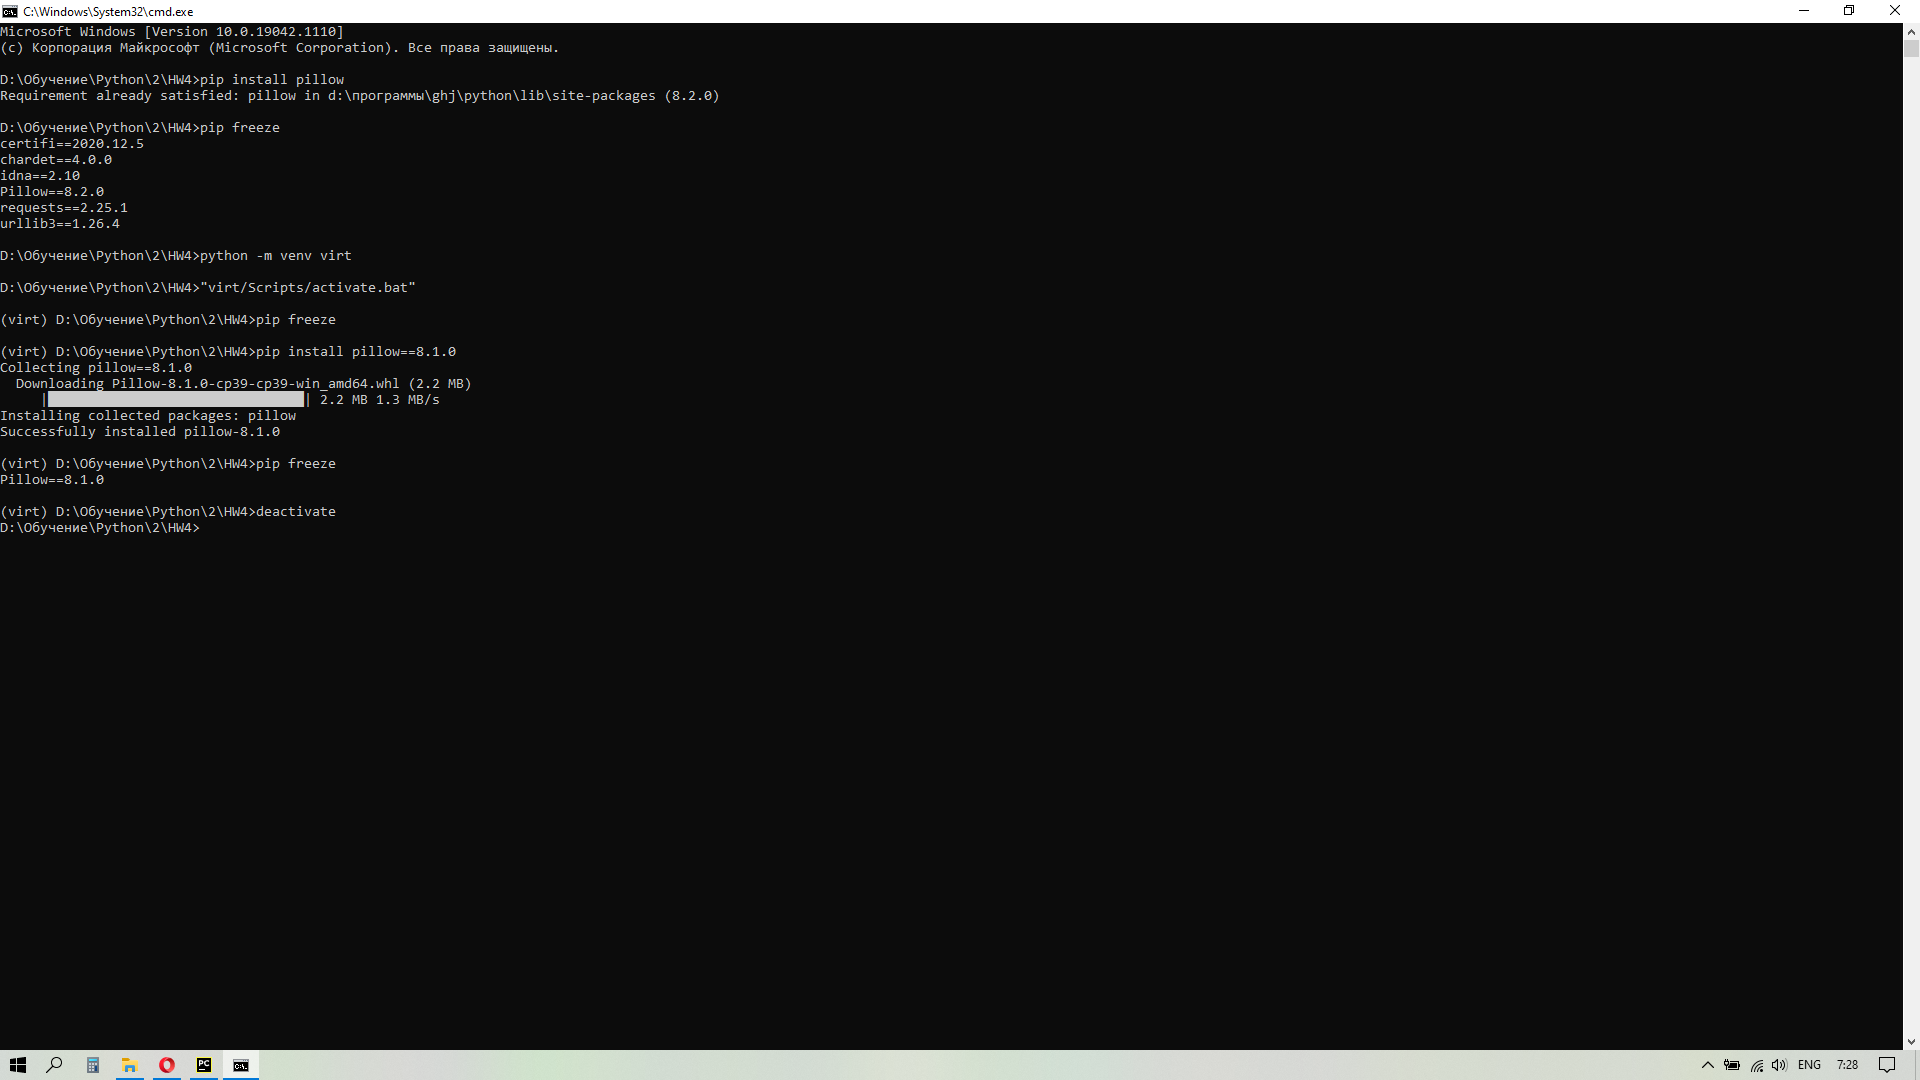 C:\Windows\System32\cmd.exe
Microsoft Windows [Version 10.0.19042.1110]
(c) Корпорация Майкрософт (Microsoft Corporation). Все права защищены.
D:\Обучение\Python\2\HW4>pip install pillow
Requirement already satisfied: pillow in d:\программы\ghj\python\lib\site-packages (8.2.0)
D:\Обучение\Python\2\HW4>pip freeze
certifi==2020.12.5
chardet==4.0.0
idna==2.10
Pillow==8.2.0
requests==2.25.1
urllib3==1.26.4
D:\Обучение\Python\2\HW4>python -m venv virt
D:\Обучение\Python\2\HW4>"virt/Scripts/activate.bat"
(virt) D:\Обучение\Python\2\HW4>pip freeze
(virt) D:\Обучение\Python\2\HW4>pip install pillow==8.1.0
Collecting pillow==8.1.0
  Downloading Pillow-8.1.0-cp39-cp39-win_amd64.whl (2.2 MB)
     |████████████████████████████████| 2.2 MB 1.3 MB/s
Installing collected packages: pillow
Successfully installed pillow-8.1.0
(virt) D:\Обучение\Python\2\HW4>pip freeze
Pillow==8.1.0
(virt) D:\Обучение\Python\2\HW4>deactivate
D:\Обучение\Python\2\HW4>
PC
C:\.
ENG
7:28